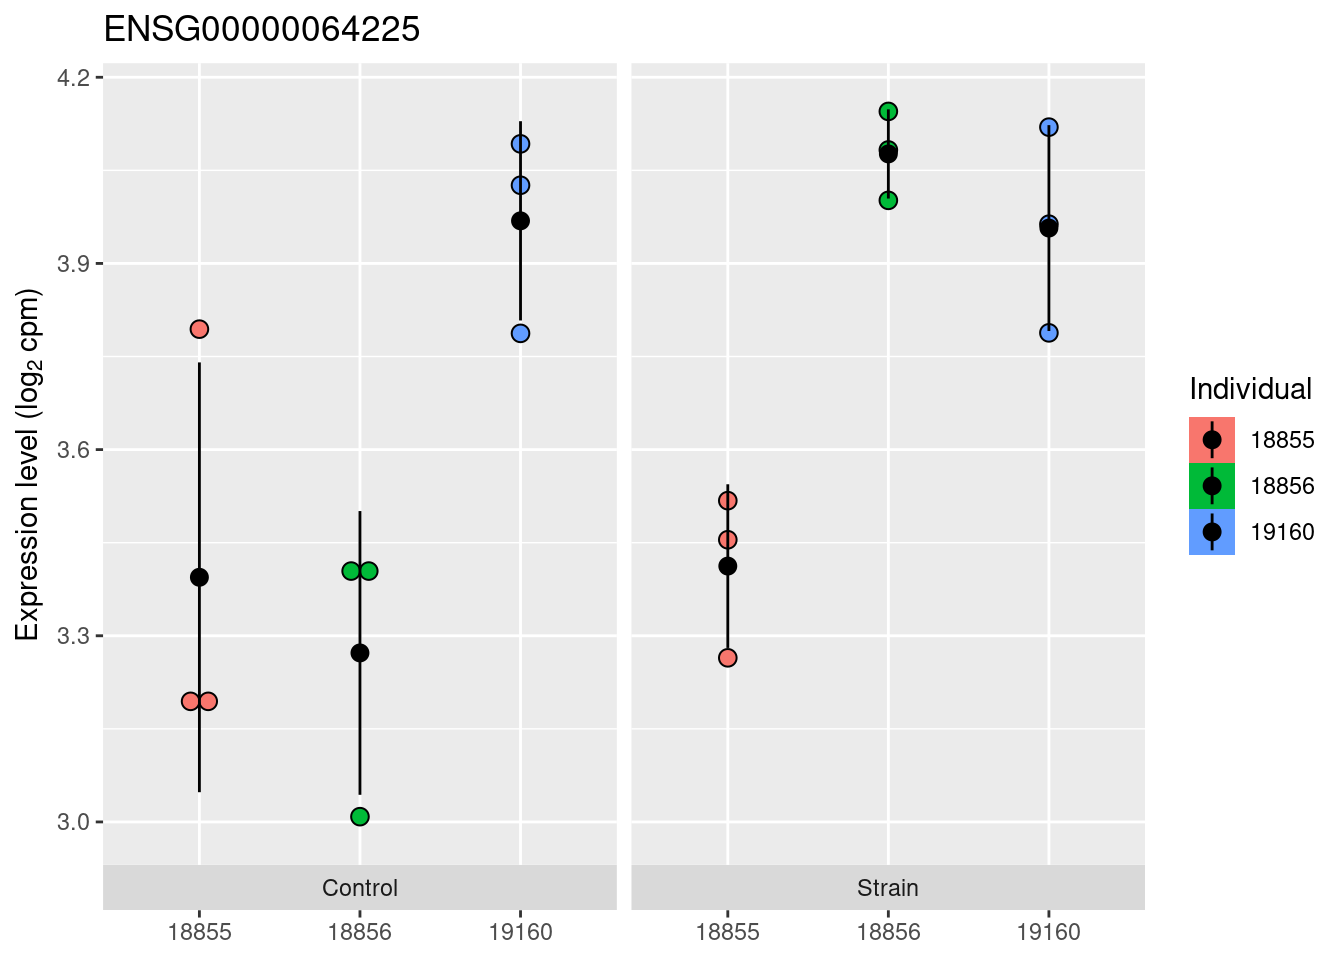 ENSG00000064225
Expression level (log₂ cpm)
4.2
3.9
3.6
3.3
3.0
Control
Strain
18855 18856 19160
18855 18856 19160
Individual
18855
18856
19160